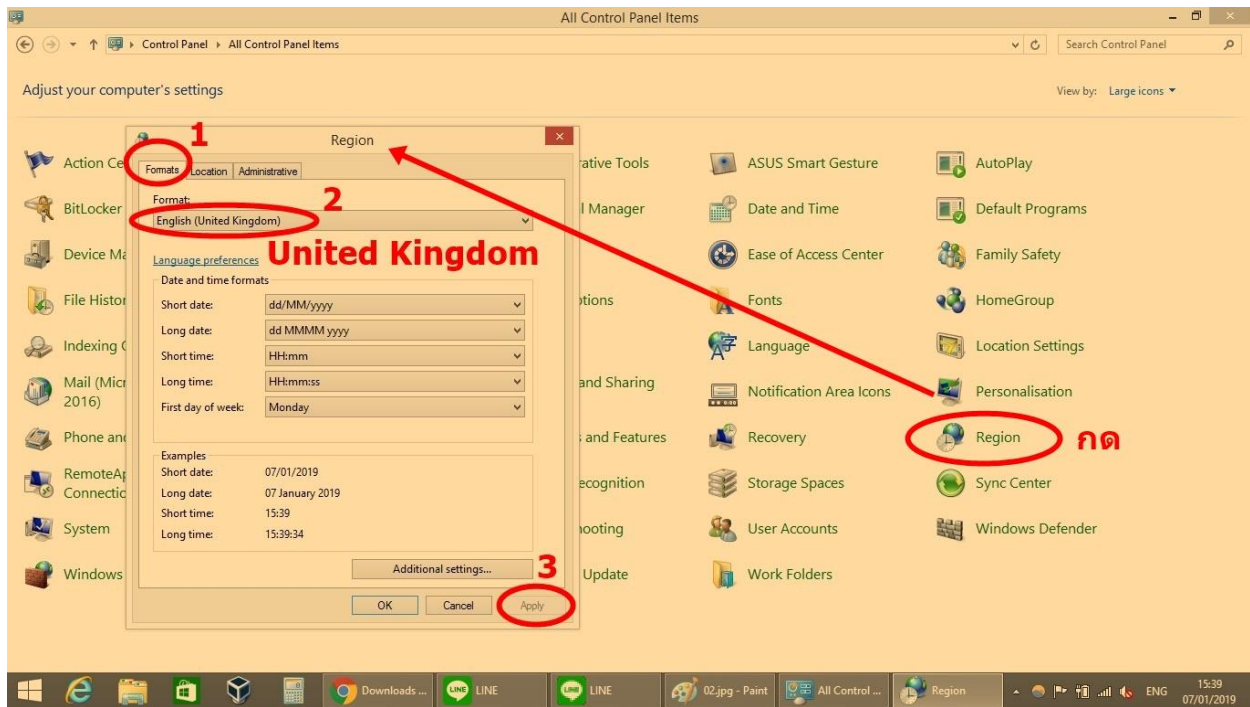 All Control Panel Items
Control Panel All Control Panel Items
Search Control Panel
Adjust your computer's settings
View by: Large icons
Action Ce
BitLocker
Device Ma
File Histor
Indexing
Mail (Micr
2016)
Phone and
RemoteAp
Connectio
System
Windows
1
Region
Formats Location Administrative
Format:
2
English (United Kingdom)
United Kingdom
Language preferences
Date and time formats
Short date: dd/MM/yyyy
Long date: dd MMMM yyyy
Short time: HH:mm
Long time: HH:mm:ss
First day of week: Monday
Examples
Short date: 07/01/2019
Long date: 07 January 2019
Short time: 15:39
Long time: 15:39:34
Additional settings...
3
OK Cancel Apply
rative Tools
l Manager
ptions
and Sharing
and Features
ecognition
hooting
Update
ASUS Smart Gesture
Date and Time
Ease of Access Center
Fonts
Language
Notification Area Icons
Recovery
Storage Spaces
User Accounts
Work Folders
AutoPlay
Default Programs
Family Safety
HomeGroup
Location Settings
Personalisation
Region
กด
Sync Center
Windows Defender
Downloads ...
LINE LINE
LINE LINE
02.jpg - Paint
All Control ...
Region
ENG
15:39
07/01/2019